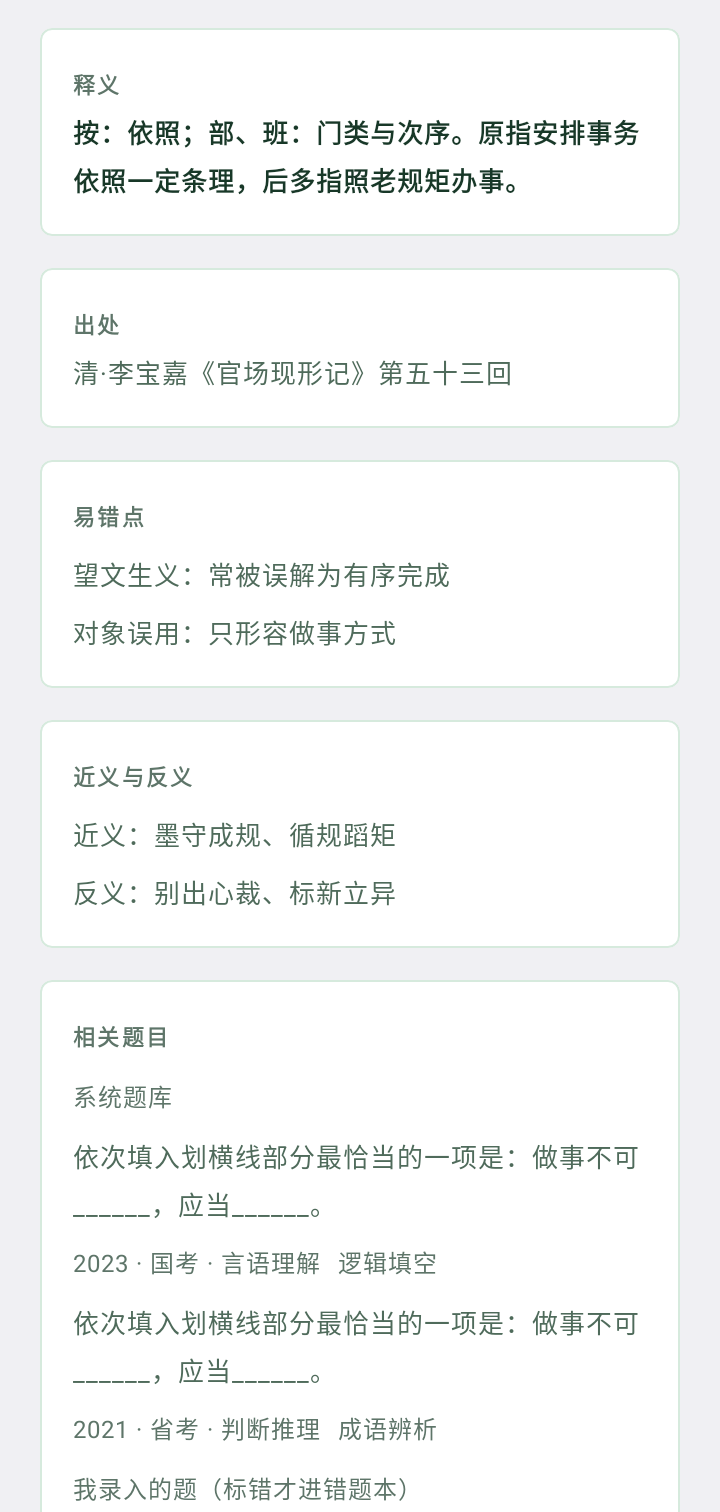 释义
按：依照；部、班：门类与次序。原指安排事务
依照一定条理，后多指照老规矩办事。
出处
清·李宝嘉《官场现形记》第五十三回
易错点
望文生义：常被误解为有序完成
对象误用：只形容做事方式
近义与反义
近义：墨守成规、循规蹈矩
反义：别出心裁、标新立异
相关题目
系统题库
依次填入划横线部分最恰当的一项是：做事不可
______，应当______。
2023 · 国考 · 言语理解 逻辑填空
依次填入划横线部分最恰当的一项是：做事不可
______，应当______。
2021 · 省考 · 判断推理 成语辨析
我录入的题（标错才进错题本）